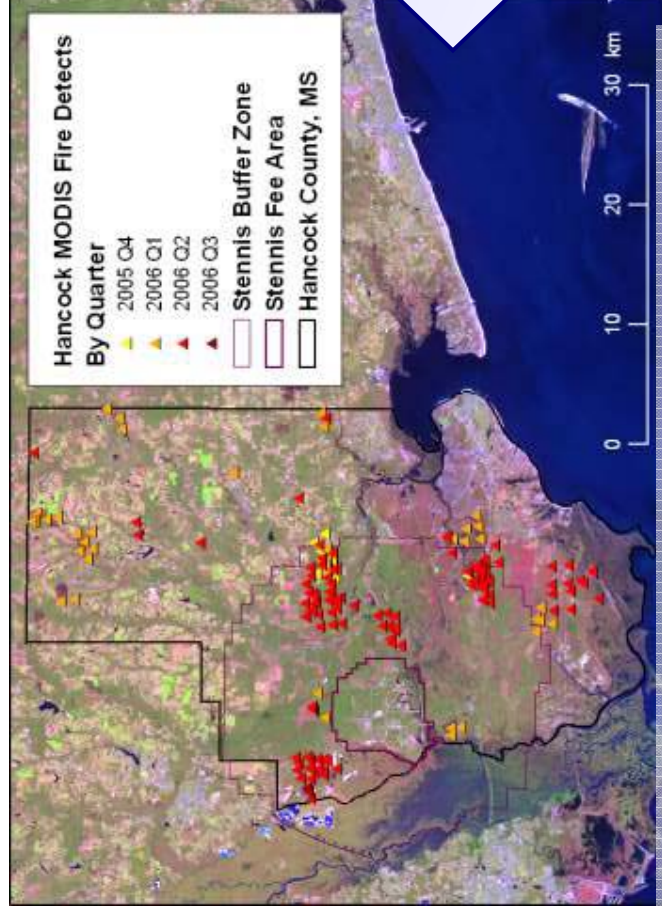 Hancock MODIS Fire Detects
By Quarter
2005 Q4
2006 Q1
2006 Q2
2006 Q3
Stennis Buffer Zone
Stennis Fee Area
Hancock County, MS
0 10 20 30 km